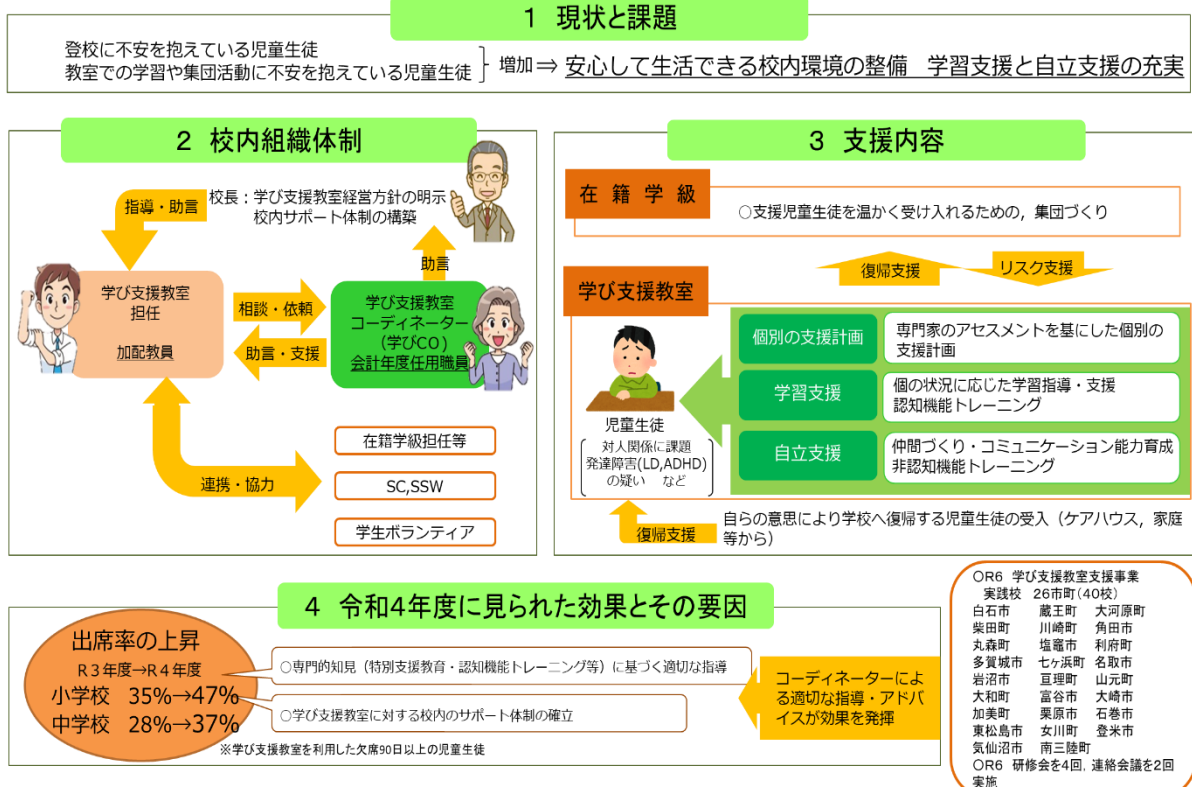 1 現状と課題
登校に不安を抱えている児童生徒
教室での学習や集団活動に不安を抱えている児童生徒
増加⇒ 安心して生活できる校内環境の整備 学習支援と自立支援の充実
2 校内組織体制
校長：学び支援教室経営方針の明示
校内サポート体制の構築
指導・助言
助言
学び支援教室
担任
加配教員
相談・依頼
助言・支援
学び支援教室
コーディネーター
(学びCO)
会計年度任用職員
連携・協力
在籍学級担任等
SC,SSW
学生ボランティア
3 支援内容
在籍学級
○支援児童生徒を温かく受け入れるための，集団づくり
復帰支援
リスク支援
学び支援教室
児童生徒
対人関係に課題
発達障害(LD,ADHD)
の疑い など
個別の支援計画
専門家のアセスメントを基にした個別の
支援計画
学習支援
個の状況に応じた学習指導・支援
認知機能トレーニング
自立支援
仲間づくり・コミュニケーション能力育成
非認知機能トレーニング
復帰支援
自らの意思により学校へ復帰する児童生徒の受入（ケアハウス，家庭
等から）
4 令和4年度に見られた効果とその要因
出席率の上昇
R３年度→R４年度
小学校 35%→47%
中学校 28%→37%
○専門的知見（特別支援教育・認知機能トレーニング等）に基づく適切な指導
○学び支援教室に対する校内のサポート体制の確立
※学び支援教室を利用した欠席90日以上の児童生徒
コーディネーターによ
る適切な指導・アドバ
イスが効果を発揮
○R6 学び支援教室支援事業
実践校 26市町(40校)
白石市 蔵王町 大河原町
柴田町 川崎町 角田市
丸森町 塩竈市 利府町
多賀城市 七ヶ浜町 名取市
岩沼市 亘理町 山元町
大和町 富谷市 大崎市
加美町 栗原市 石巻市
東松島市 女川町 登米市
気仙沼市 南三陸町
○R6 研修会を4回，連絡会議を2回
実施